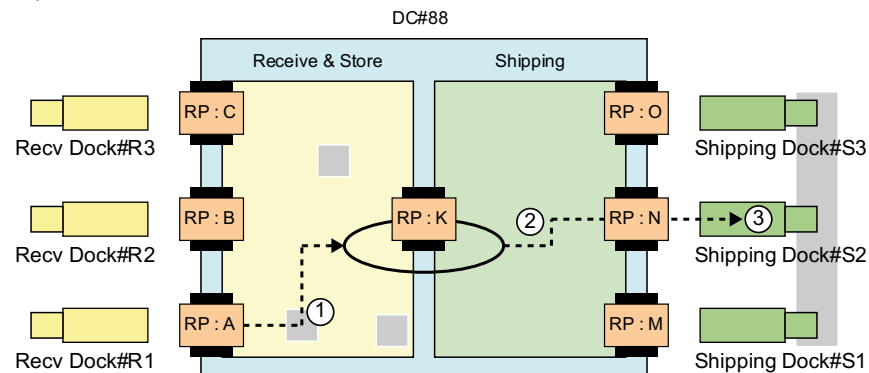 DC#88
Receive & Store
Shipping
RP : C
RP : O
Recv Dock#R3
Shipping Dock#S3
RP : B
RP : K
2
RP : N
3
Recv Dock#R2
Shipping Dock#S2
1
RP : A
RP : M
Recv Dock#R1
Shipping Dock#S1